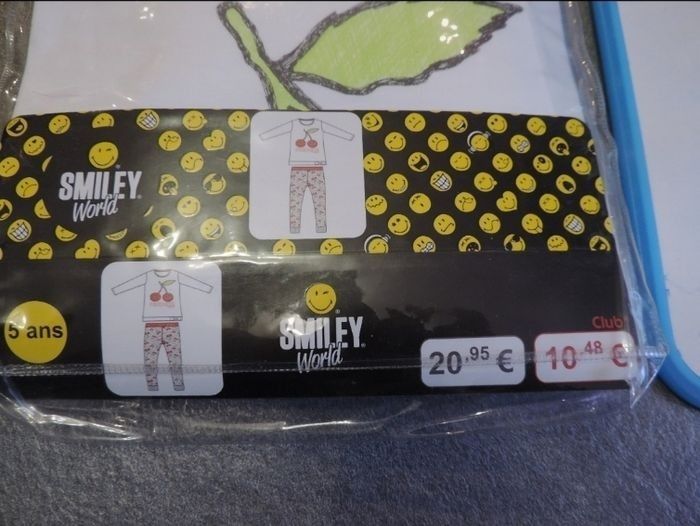 SMILEY
World
5 ans
SMILEY
World
Club
20,95 €
10,48 €